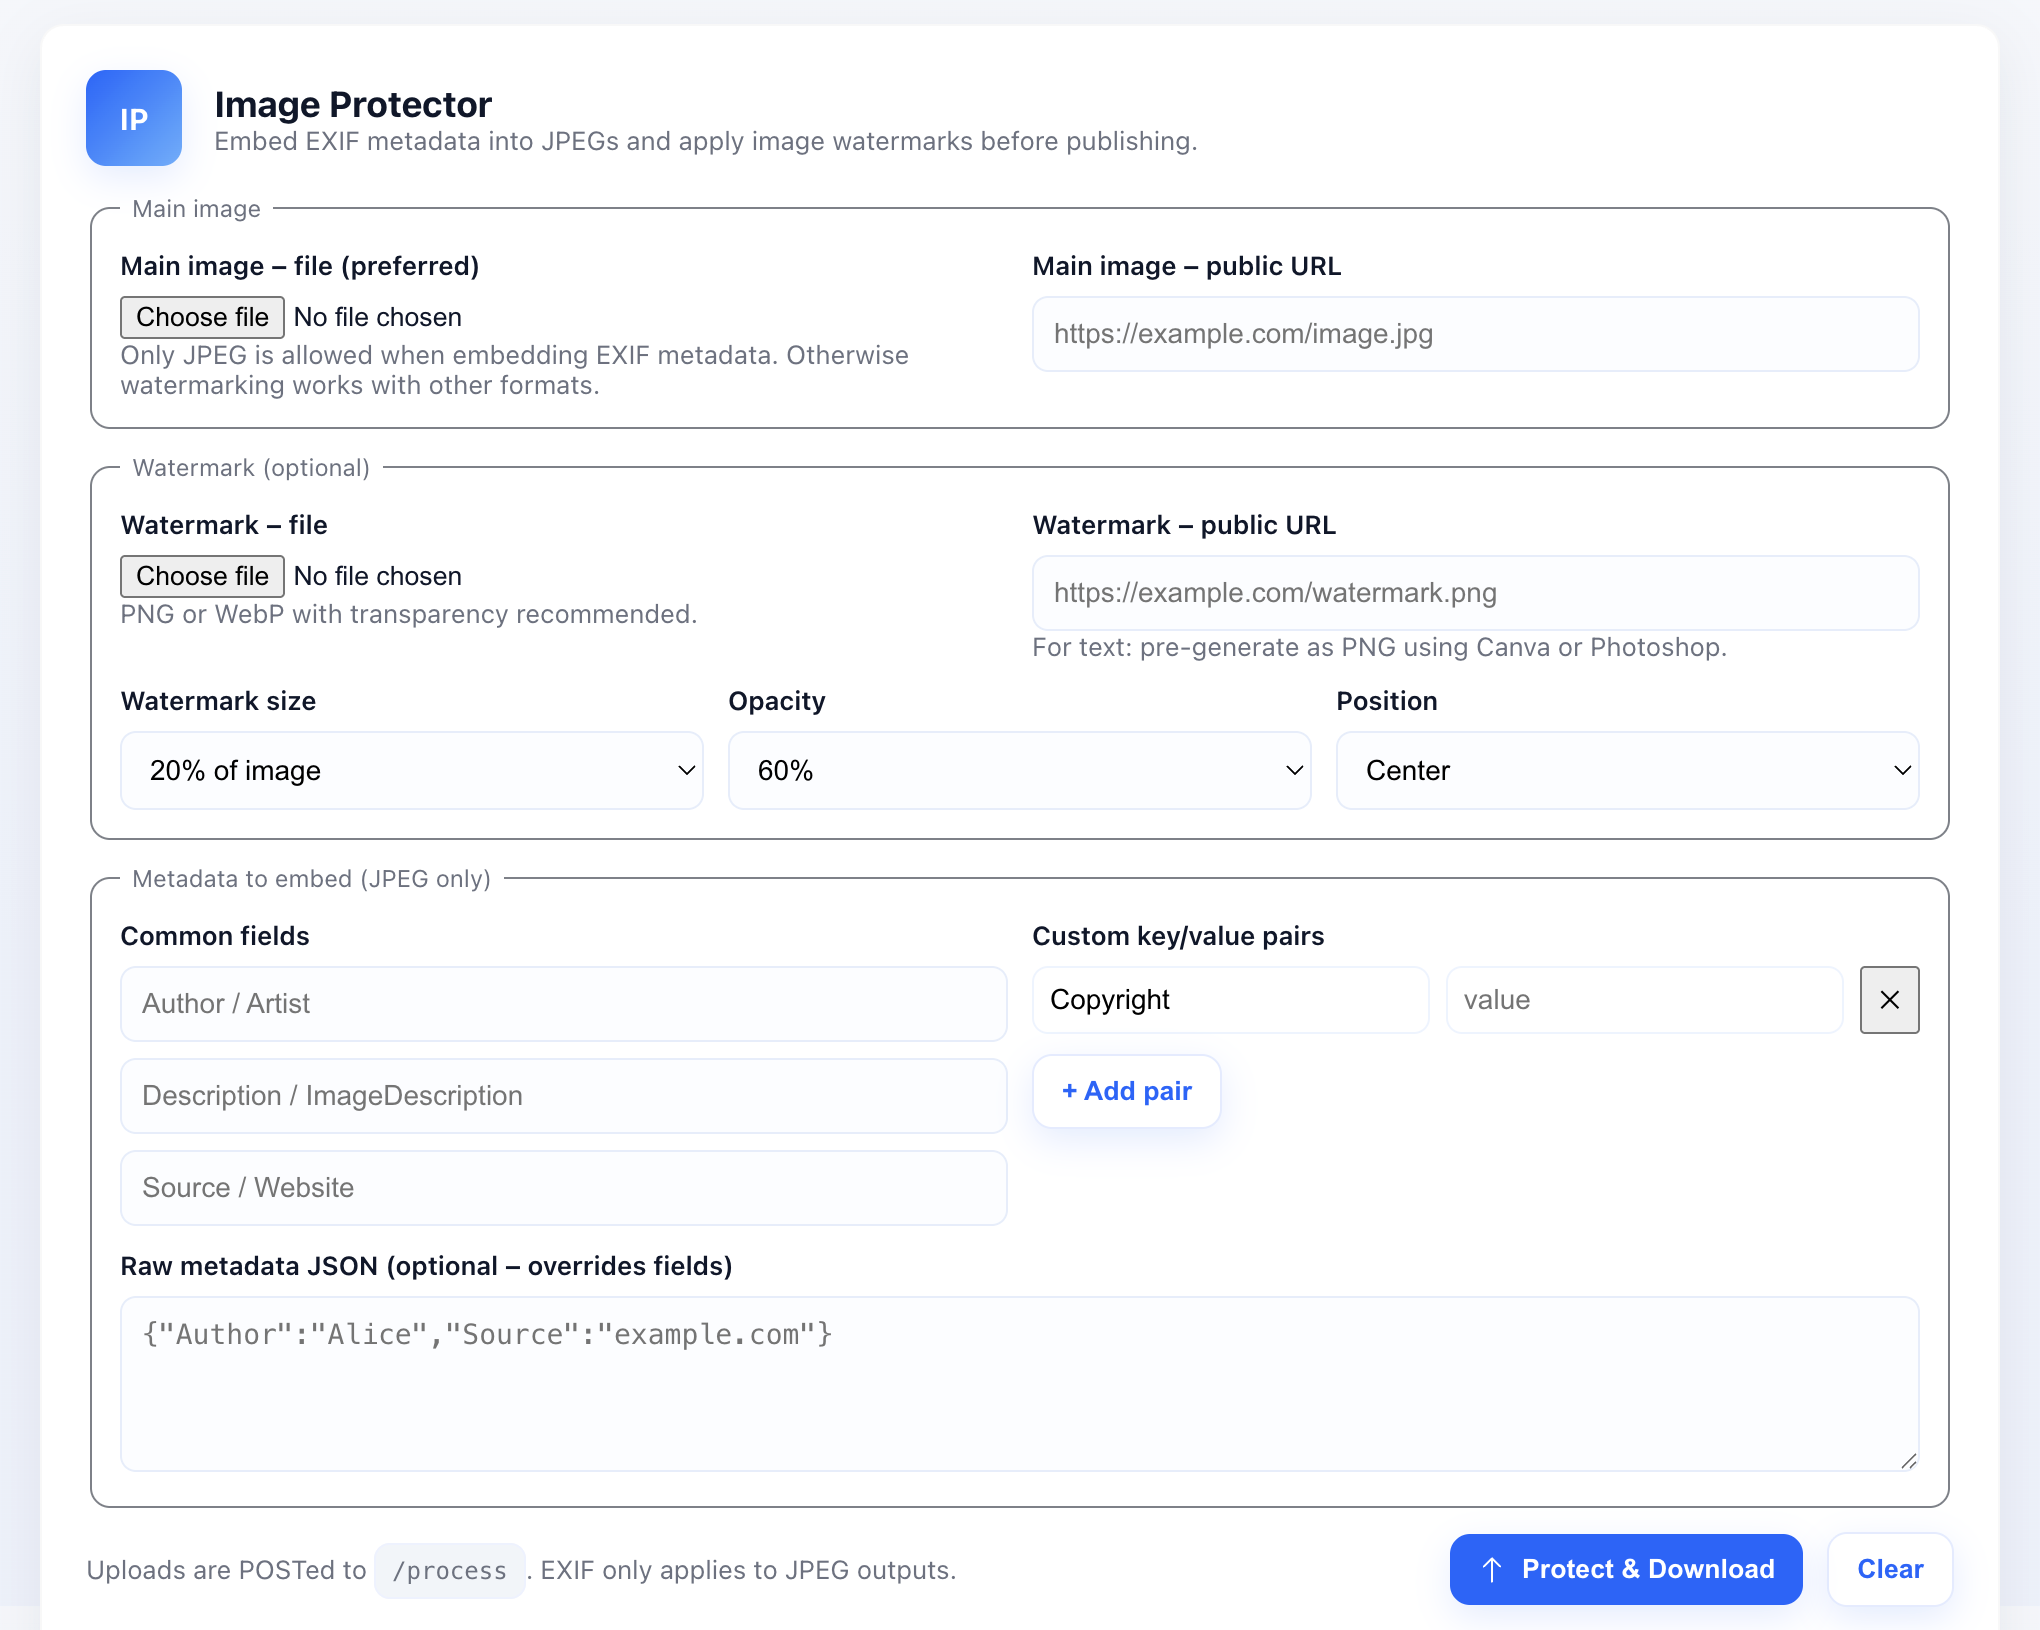 IP
Image Protector
Embed EXIF metadata into JPEGs and apply image watermarks before publishing.
Main image
Main image – file (preferred)
Choose file No file chosen
Only JPEG is allowed when embedding EXIF metadata. Otherwise
watermarking works with other formats.
Main image – public URL
https://example.com/image.jpg
Watermark (optional)
Watermark – file
Choose file No file chosen
PNG or WebP with transparency recommended.
Watermark – public URL
https://example.com/watermark.png
For text: pre-generate as PNG using Canva or Photoshop.
Watermark size
20% of image
Opacity
60%
Position
Center
Metadata to embed (JPEG only)
Common fields
Author / Artist
Description / ImageDescription
Source / Website
Custom key/value pairs
Copyright value
+ Add pair
Raw metadata JSON (optional – overrides fields)
{"Author":"Alice","Source":"example.com"}
Uploads are POSTed to /process . EXIF only applies to JPEG outputs.
Protect & Download
Clear